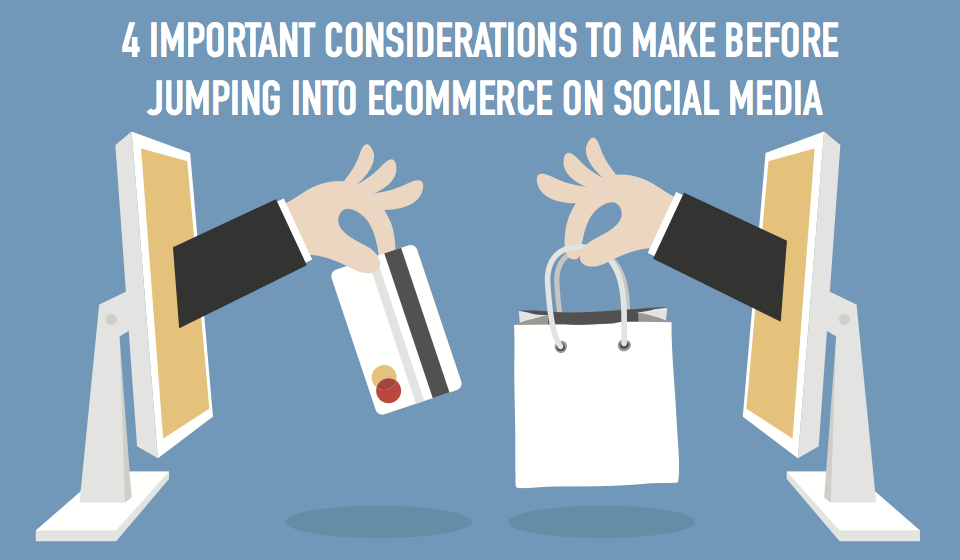 4 IMPORTANT CONSIDERATIONS TO MAKE BEFORE
JUMPING INTO ECOMMERCE ON SOCIAL MEDIA